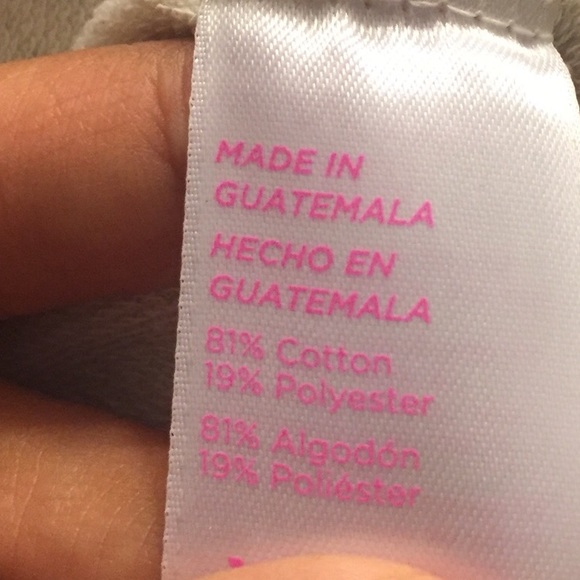 MADE IN
GUATEMALA
HECHO EN
GUATEMALA
81% Cotton
19% Polyester
81% Algodón
19% Poliéster